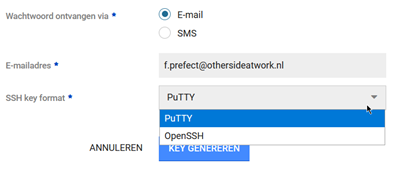 Wachtwoord ontvangen via * E-mail
SMS
E-mailadres * f.prefect@othersideatwork.nl
SSH key format * PuTTY
PuTTY
OpenSSH
ANNULEREN KEY GENEREREN